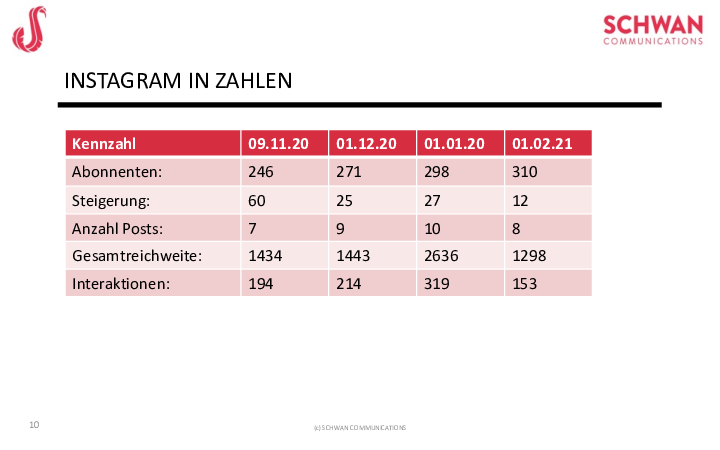 SCHWAN
COMMUNICATIONS
INSTAGRAM IN ZAHLEN
Kennzahl 09.11.20 01.12.20 01.01.20 01.02.21
Abonnenten: 246 271 298 310
Steigerung: 60 25 27 12
Anzahl Posts: 7 9 10 8
Gesamtreichweite: 1434 1443 2636 1298
Interaktionen: 194 214 319 153
10
(c) SCHWAN COMMUNICATIONS